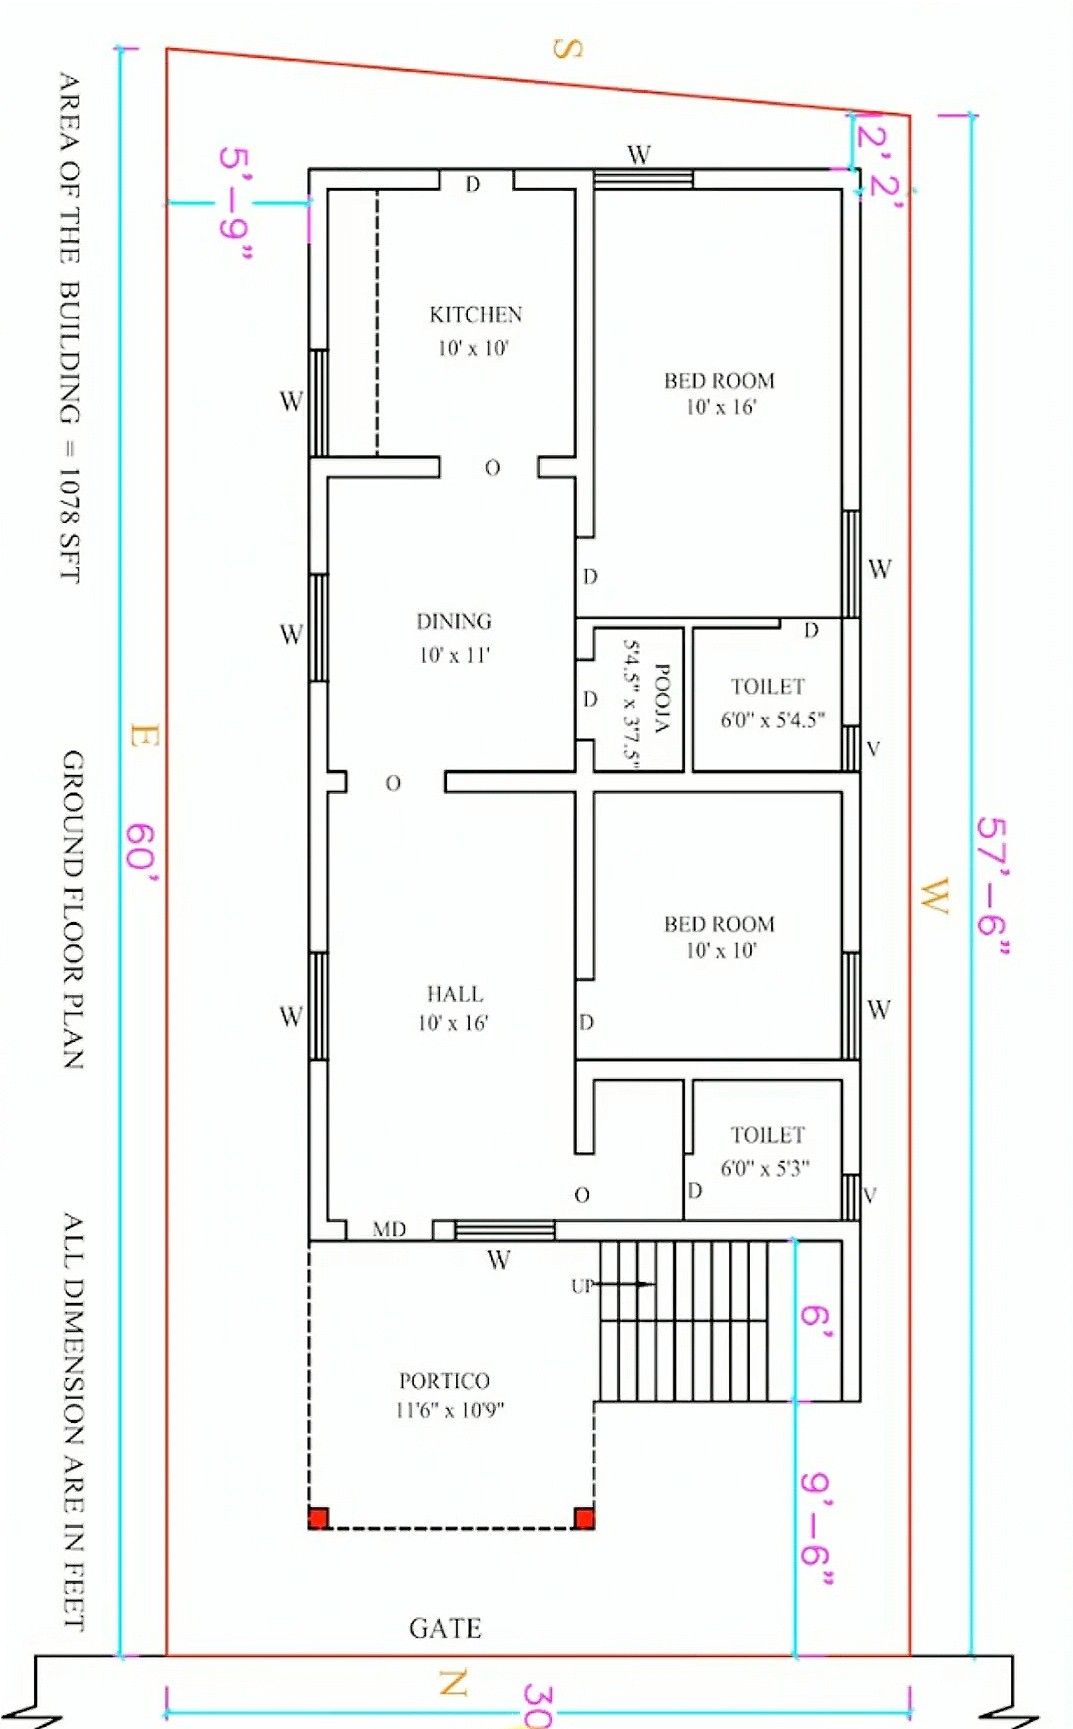 S
2'
2'
W
D
5'-9"
AREA OF THE BUILDING = 1078 SFT
KITCHEN
10' x 10'
BED ROOM
10' x 16'
W
O
W
D
DINING
10' x 11'
W
D
POOJA
5'4.5" x 3'7.5"
D
TOILET
6'0" x 5'4.5"
V
E
GROUND FLOOR PLAN
O
60'
57'-6"
W
BED ROOM
10' x 10'
HALL
10' x 16'
W
D
W
TOILET
6'0" x 5'3"
D
V
O
MD
W
ALL DIMENSION ARE IN FEET
UP
6'
PORTICO
11'6" x 10'9"
9'-6"
GATE
N
30